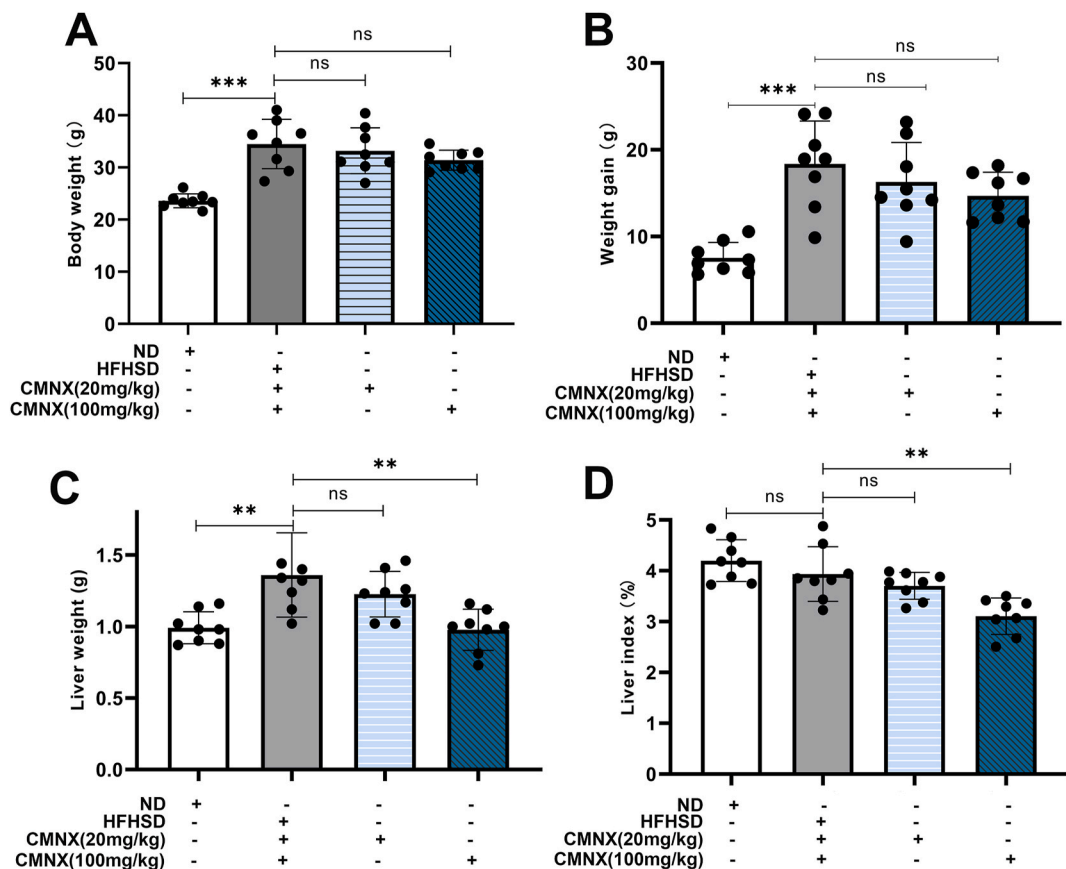 A
ns
ns
***
50
40
30
20
10
0
Body weight（g）
ND + - - -
HFHSD - + - -
CMNX(20mg/kg) - + + -
CMNX(100mg/kg) - + - +
B
ns
ns
***
30
20
10
0
Weight gain（g）
ND + - - -
HFHSD - + - -
CMNX(20mg/kg) - + + -
CMNX(100mg/kg) - + - +
C
**
ns
**
1.5
1.0
0.5
0.0
Liver weight (g)
ND + - - -
HFHSD - + - -
CMNX(20mg/kg) - + + -
CMNX(100mg/kg) - + - +
D
**
ns
ns
5
4
3
2
1
0
Liver index（%）
ND + - - -
HFHSD - + - -
CMNX(20mg/kg) - + + -
CMNX(100mg/kg) - + - +